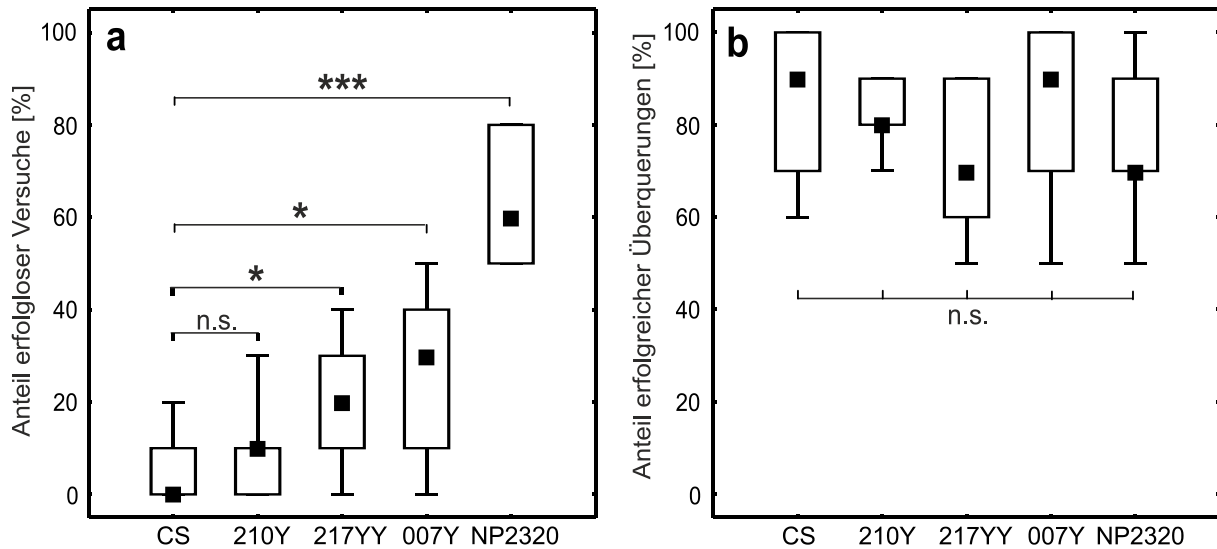 a
Anteil erfolgloser Versuche [%]
100
80
60
40
20
0
***
*
*
n.s.
CS 210Y 217YY 007Y NP2320
b
Anteil erfolgreicher Überquerungen [%]
100
80
60
40
20
0
n.s.
CS 210Y 217YY 007Y NP2320